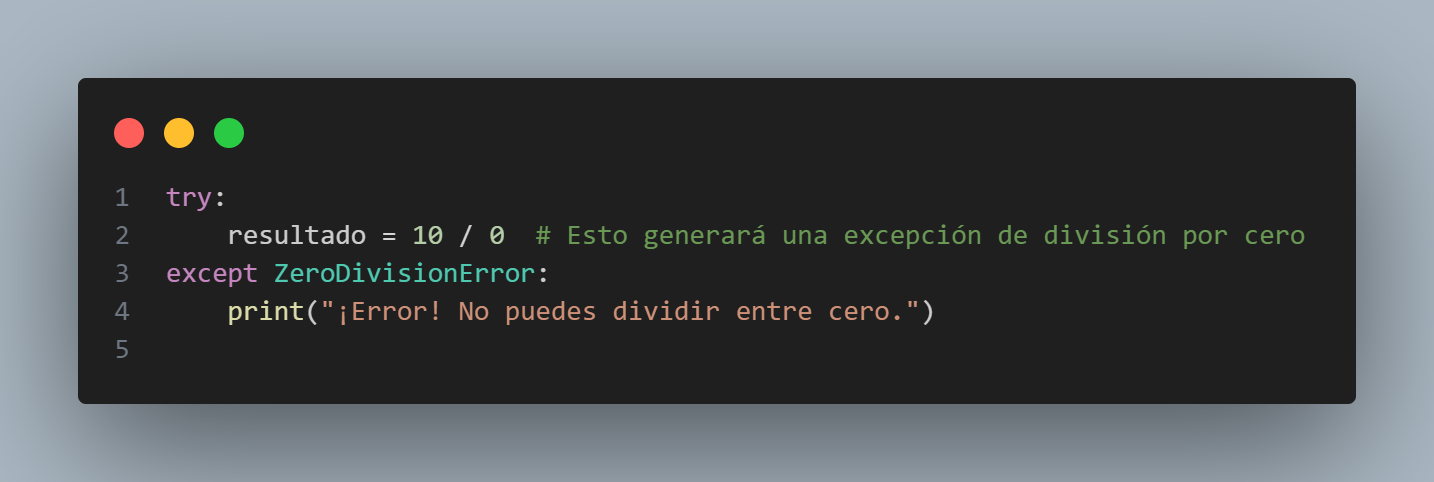 1 try:
2     resultado = 10 / 0  # Esto generará una excepción de división por cero
3 except ZeroDivisionError:
4     print("¡Error! No puedes dividir entre cero.")
5